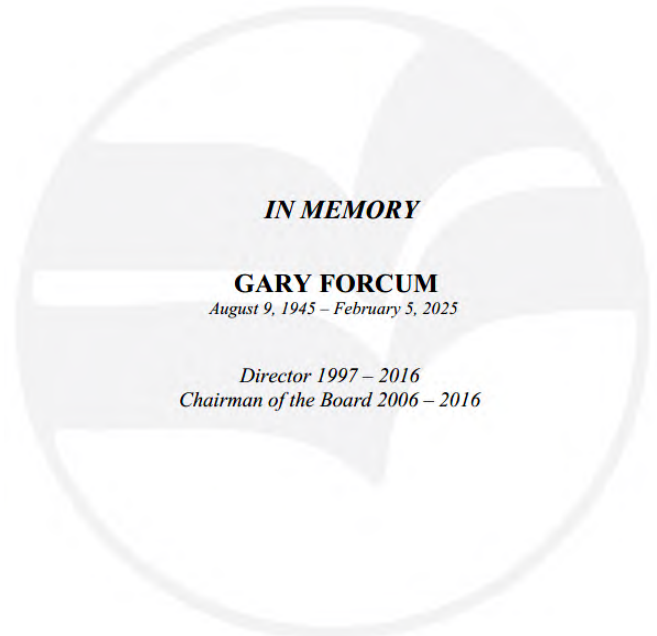 IN MEMORY
GARY FORCUM
August 9, 1945 – February 5, 2025
Director 1997 – 2016
Chairman of the Board 2006 – 2016